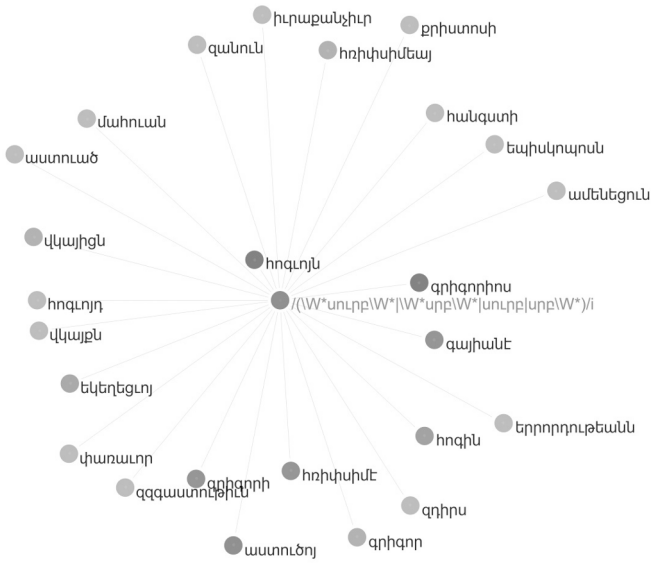 իւրաքանչիւր
քրիստոսի
զանուն
հռիփսիմեայ
հանգստի
մահուան
եպիսկոպոսն
աստուած
ամենեցուն
վկայիցն
հոգւոյն
գրիգորիոս
հոգւոյդ
/(\W*սուրբ\W*|\W*սրբ\W*|սուրբ|սրբ\W*)/i
վկայքն
գայիանէ
եկեղեցւոյ
երրորդութեանն
հոգին
փառաւոր
հռիփսիմէ
գրիգորի
զզգաստութիւն
զդիրս
գրիգոր
աստուծոյ